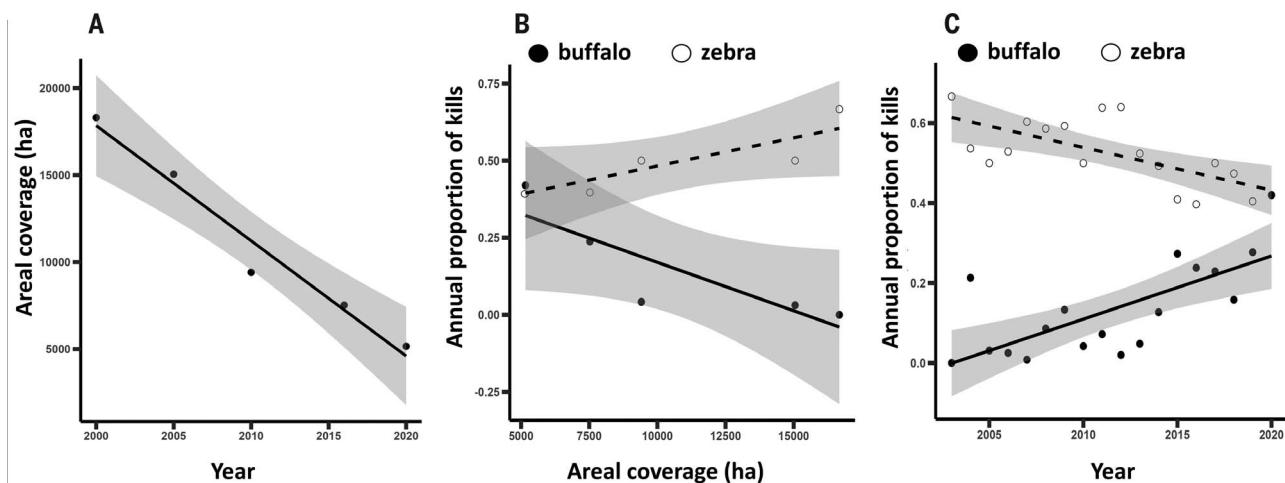 A
Areal coverage (ha)
20000
15000
10000
5000
2000 2005 2010 2015 2020
Year
B
buffalo zebra
Annual proportion of kills
0.75
0.50
0.25
0.00
-0.25
5000 7500 10000 12500 15000
Areal coverage (ha)
C
buffalo zebra
Annual proportion of kills
0.6
0.4
0.2
0.0
2005 2010 2015 2020
Year